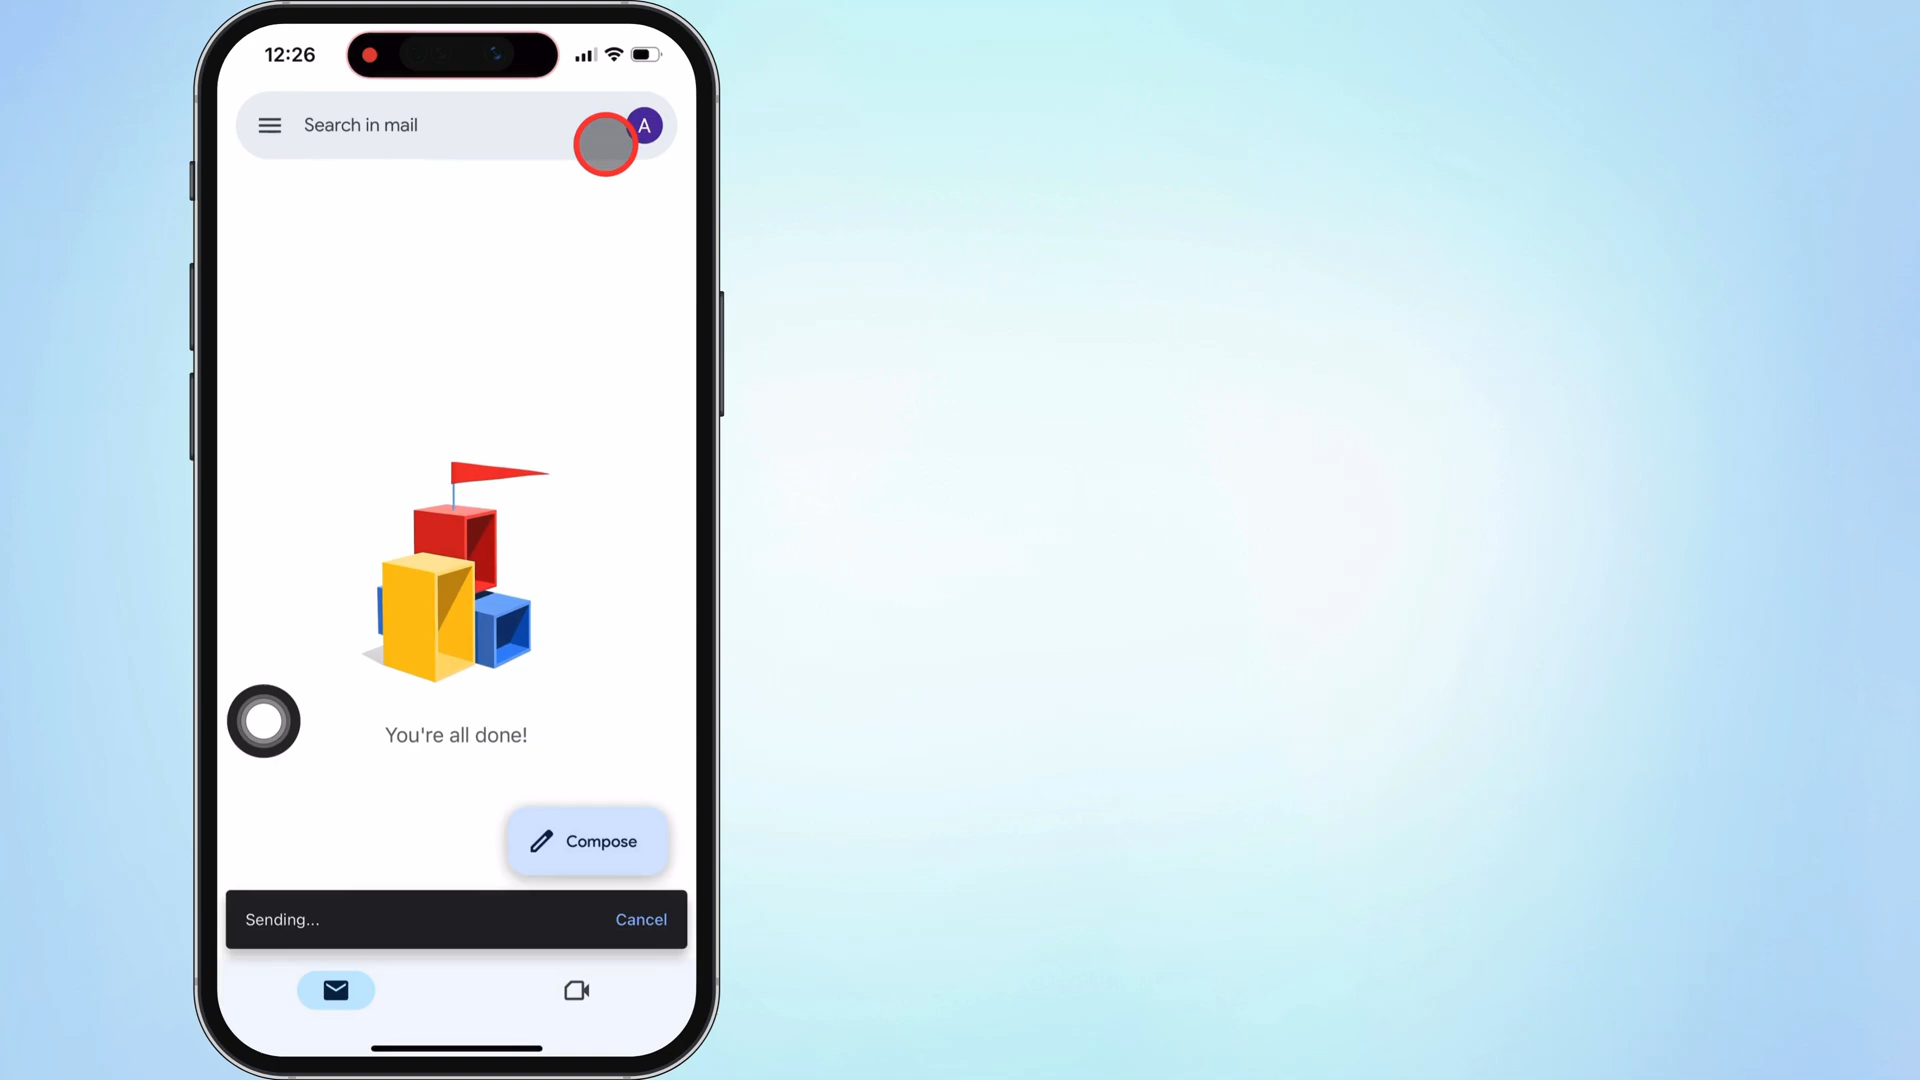 12:26
Search in mail
A
You're all done!
Compose
Sending...
Cancel